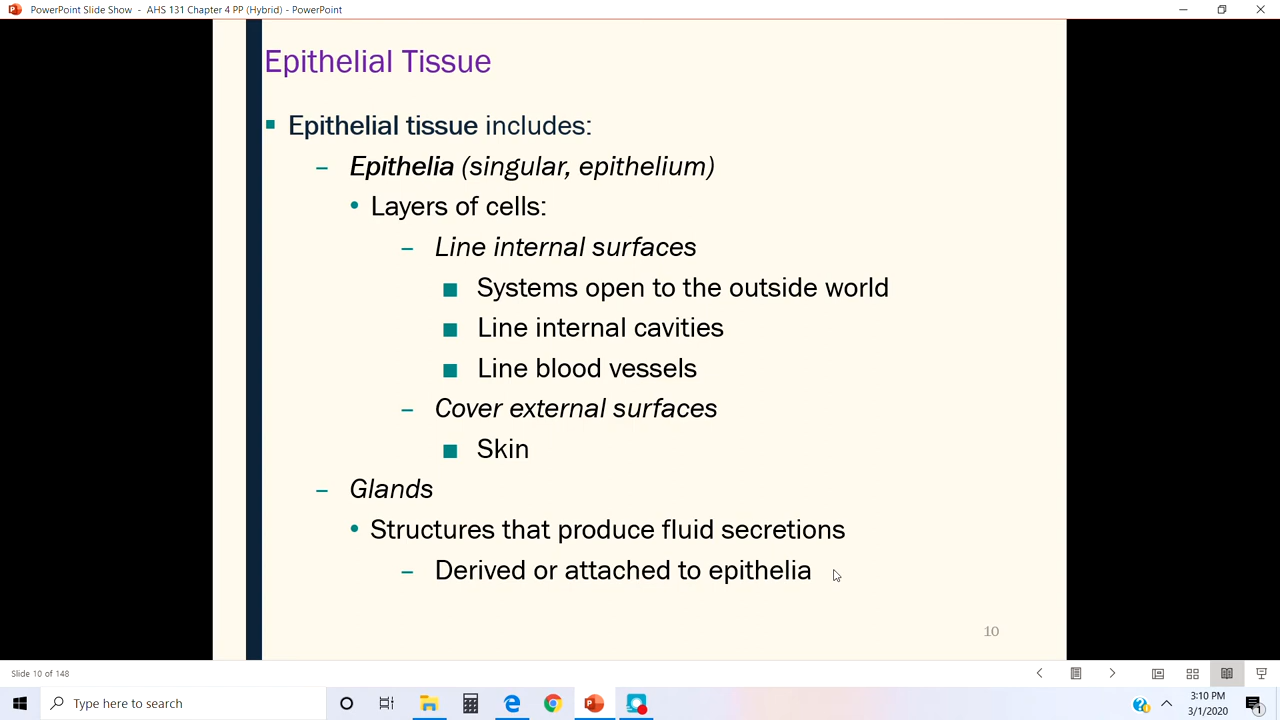 PowerPoint Slide Show - AHS 131 Chapter 4 PP (Hybrid) - PowerPoint
Epithelial Tissue
Epithelial tissue includes:
– Epithelia (singular, epithelium)
• Layers of cells:
– Line internal surfaces
Systems open to the outside world
Line internal cavities
Line blood vessels
– Cover external surfaces
Skin
– Glands
• Structures that produce fluid secretions
– Derived or attached to epithelia
10
Slide 10 of 148
Type here to search
3:10 PM
3/1/2020
1